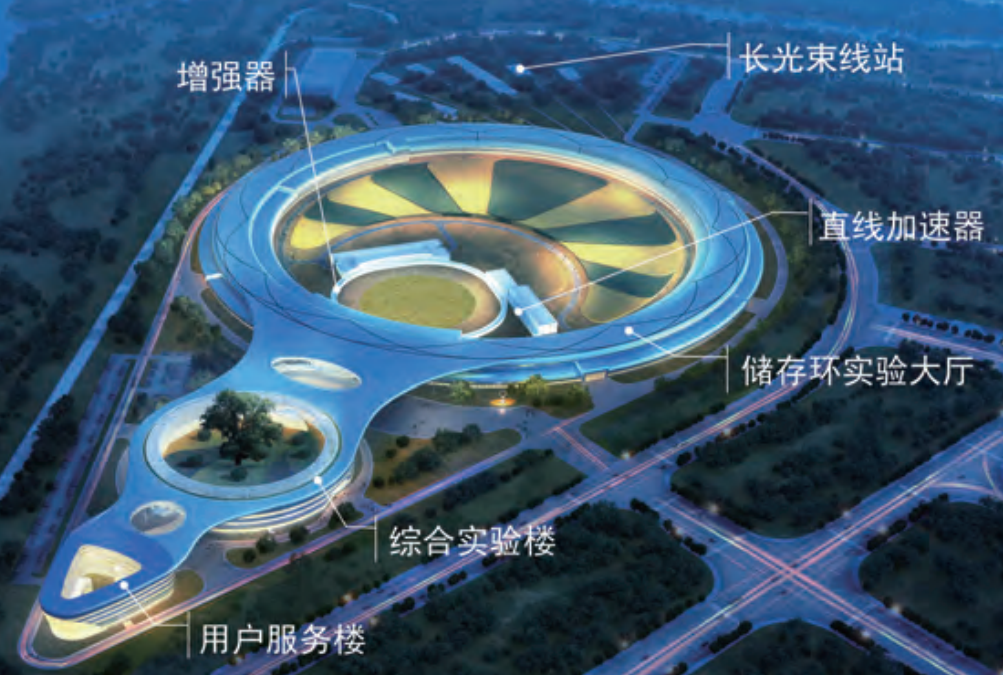 长光束线站
增强器
直线加速器
储存环实验大厅
综合实验楼
用户服务楼